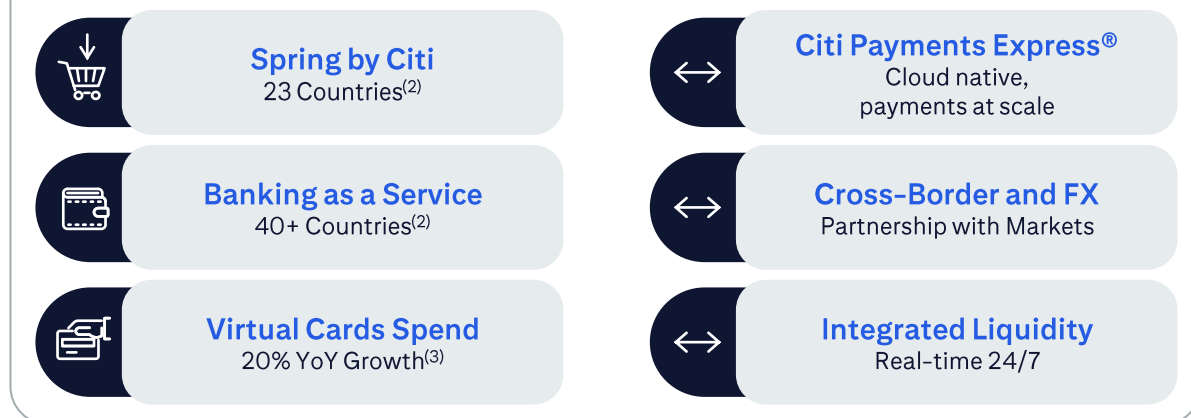 Spring by Citi
23 Countries(2)
Citi Payments Express®
Cloud native,
payments at scale
Banking as a Service
40+ Countries(2)
Cross-Border and FX
Partnership with Markets
Virtual Cards Spend
20% YoY Growth(3)
Integrated Liquidity
Real-time 24/7